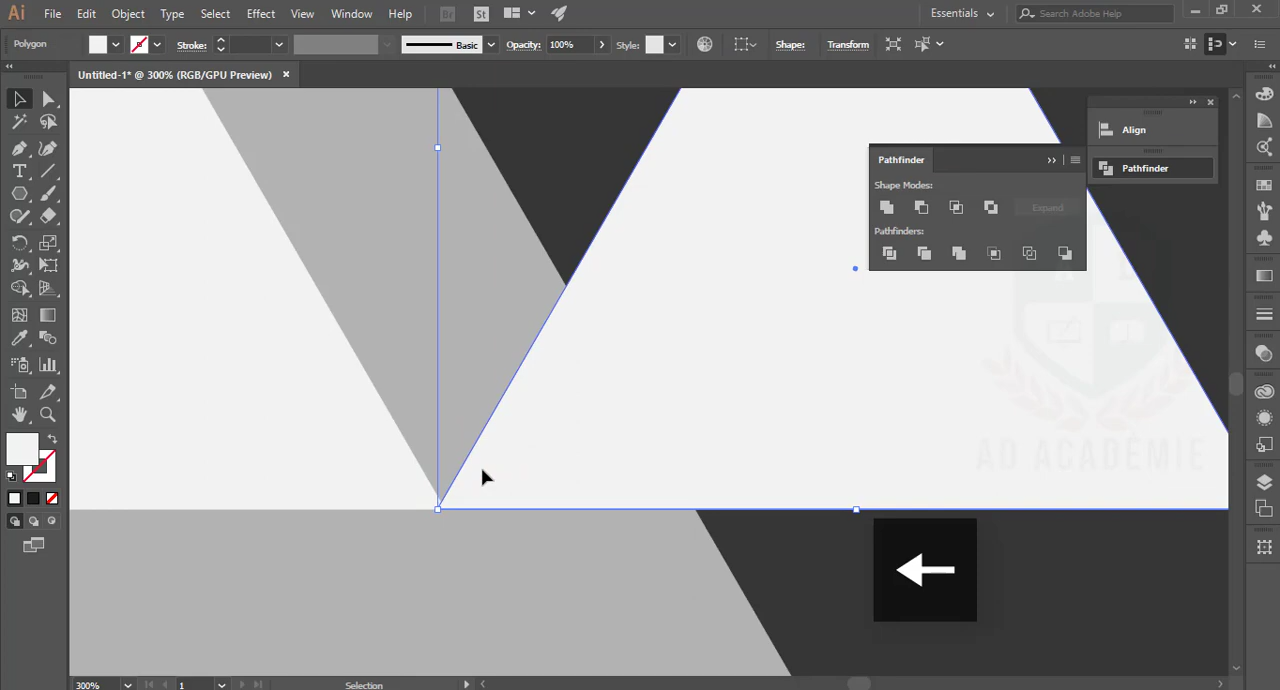 Ai File Edit Object Type Select Effect View Window Help Br St Essentials Search Adobe Help
Polygon Stroke: Basic Opacity: 100% Style: Shape: Transform
Untitled-1* @ 300% (RGB/GPU Preview)
Align
Pathfinder
Pathfinder
Shape Modes:
Expand
Pathfinders:
AD ACADÉMIE
300% 1 Selection